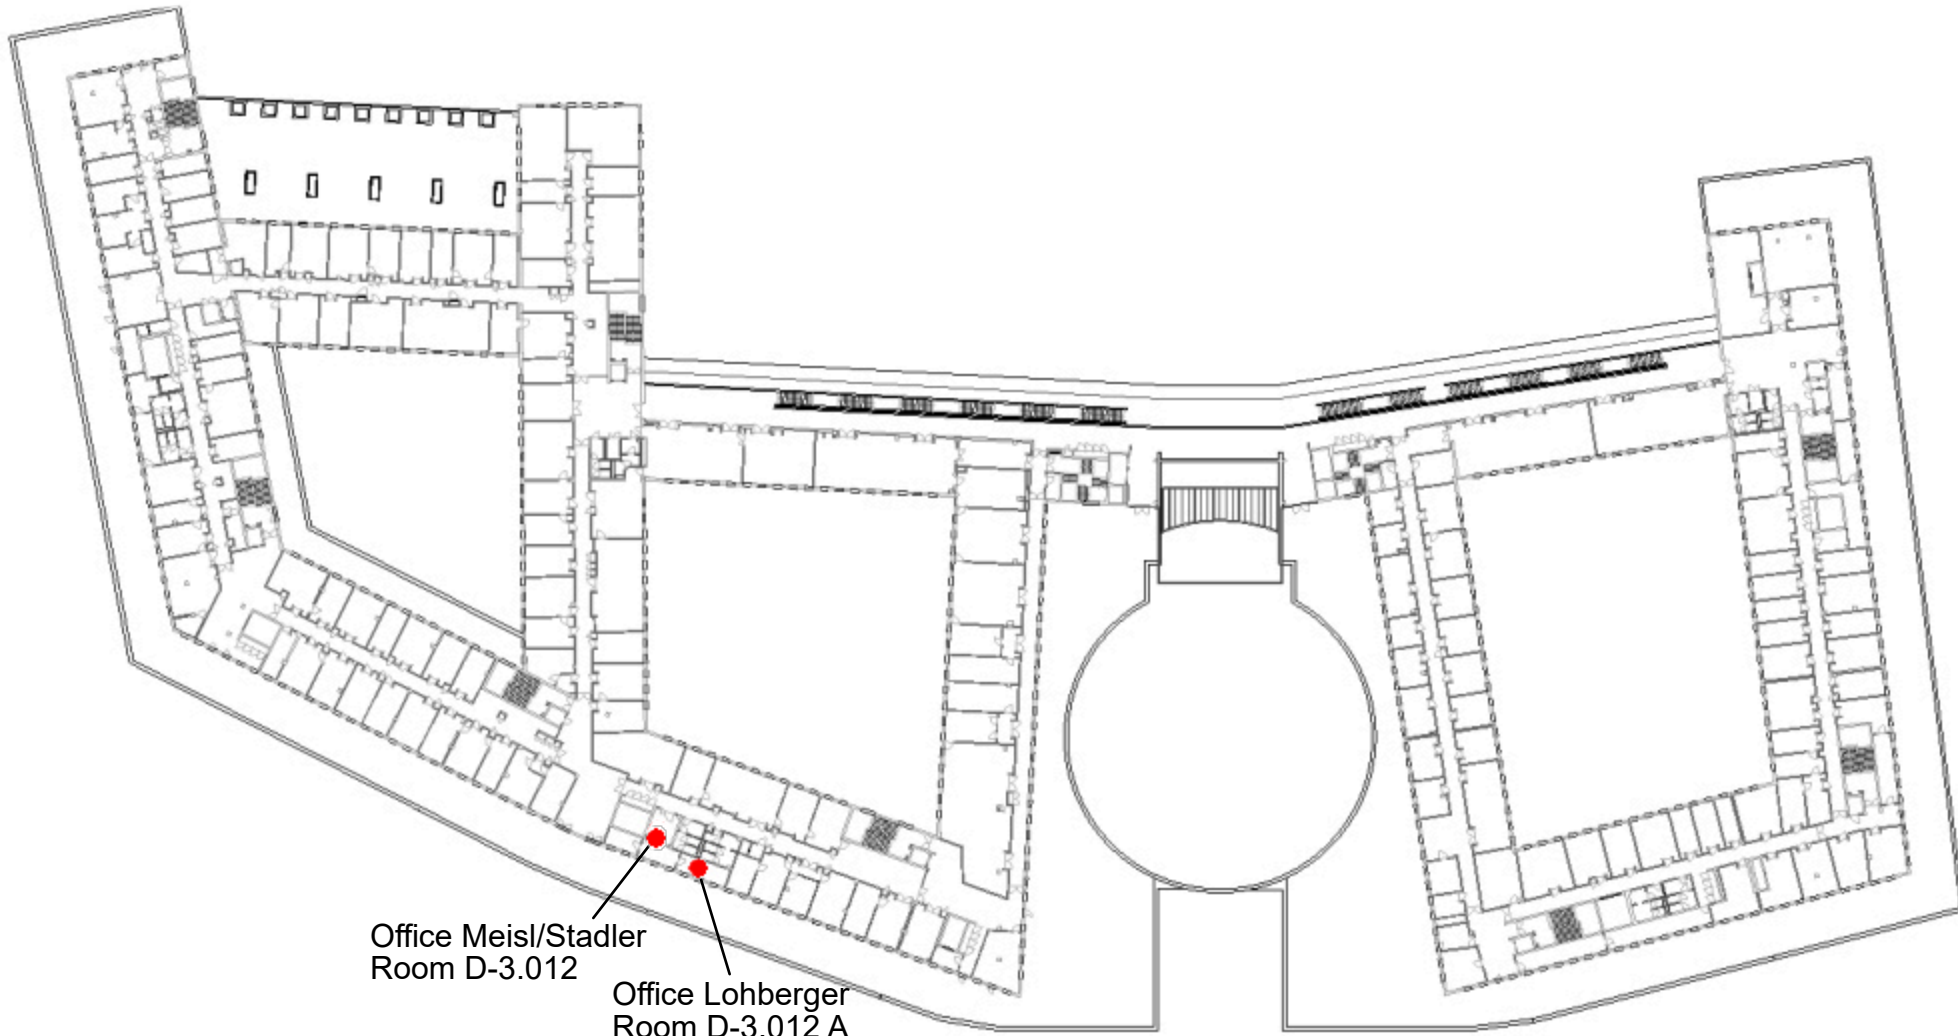 Office Meisl/Stadler
Room D-3.012
Office Lohberger
Room D-3.012 A